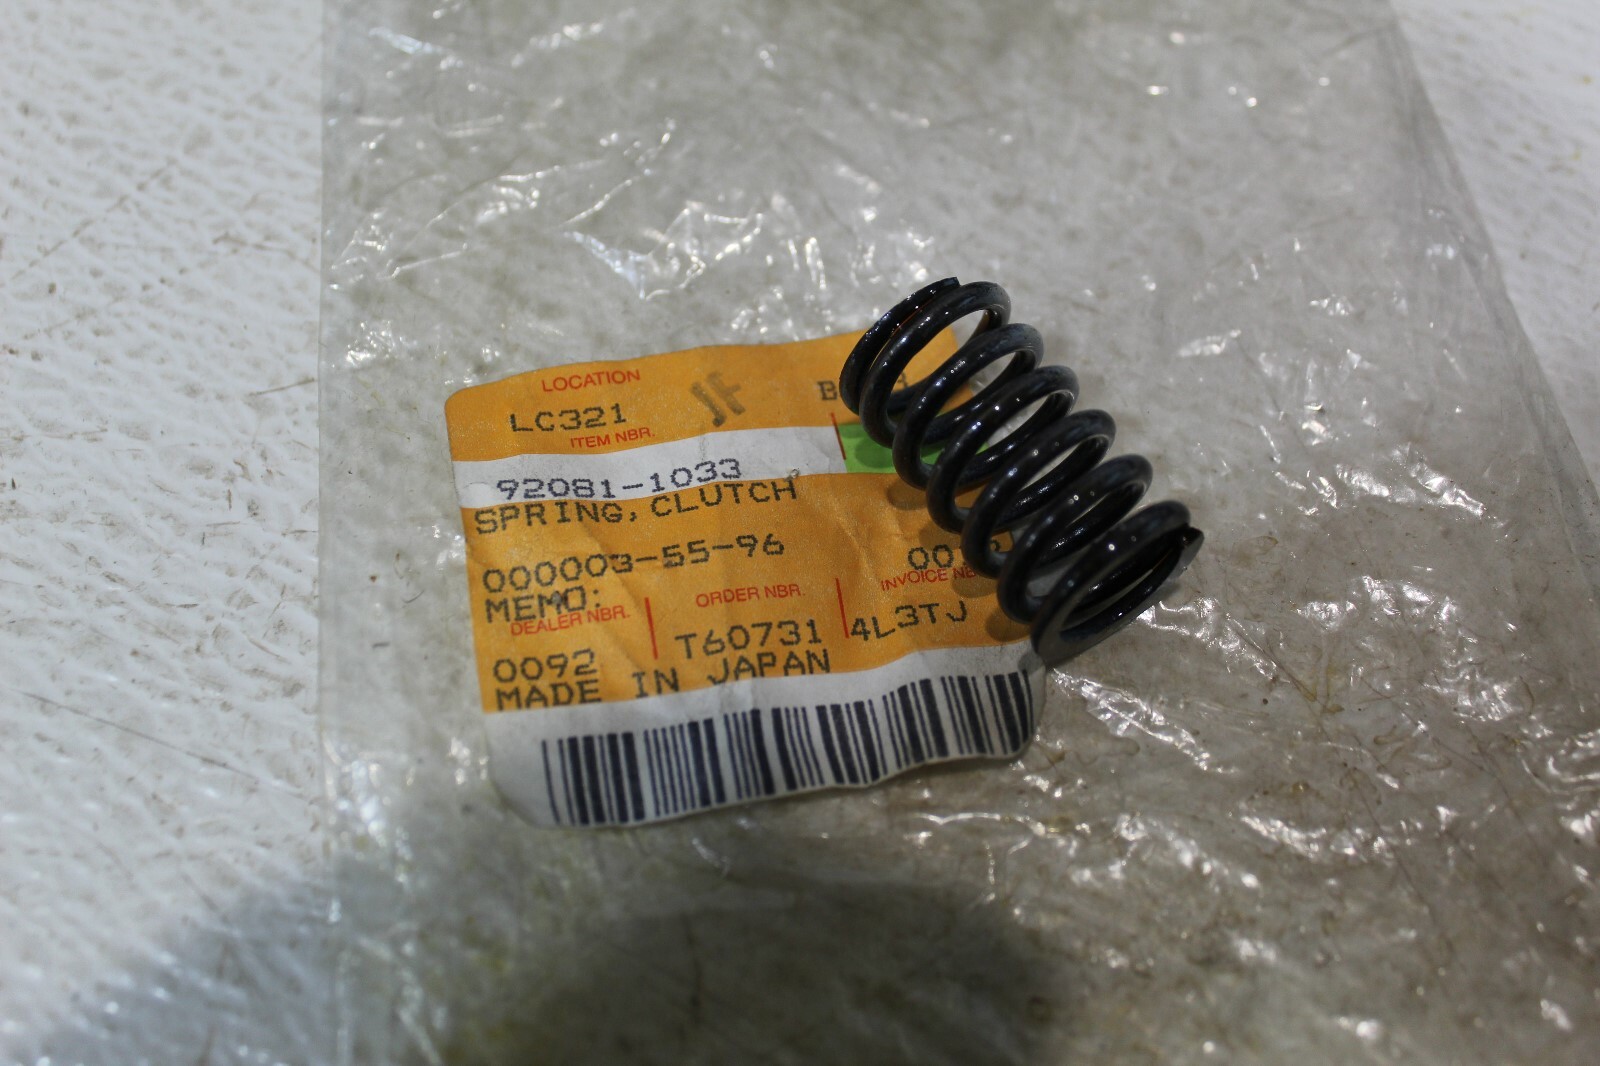 LOCATION
LC321 JF
ITEM NBR.
92081-1033
SPRING, CLUTCH
000003-55-96
MEMO:
DEALER NBR. ORDER NBR. INVOICE
0092 T60731 4L3TJ
MADE IN JAPAN